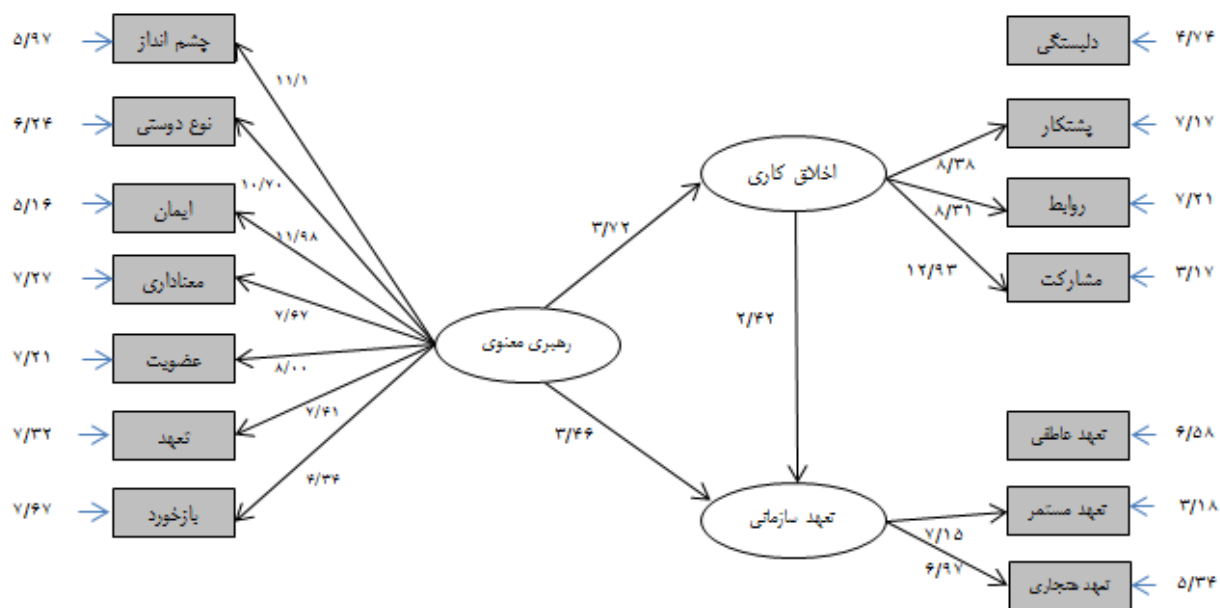 دلبستگی
۴/۷۴
پشتکار
۷/۱۷
روابط
۷/۲۱
مشارکت
۳/۱۷
۸/۳۸
۸/۳۱
۱۲/۹۳
اخلاق کاری
۳/۷۲
۲/۴۲
رهبری معنوی
۳/۴۶
تعهد سازمانی
تعهد عاطفی
۶/۵۸
تعهد مستمر
۳/۱۸
تعهد هنجاری
۵/۳۴
۷/۱۵
۶/۹۷
چشم انداز
۵/۹۷
۱۱/۱
نوع دوستی
۶/۲۴
۱۰/۷۰
ایمان
۵/۱۶
۱۱/۹۸
معناداری
۷/۲۷
۷/۶۷
عضویت
۷/۲۱
۸/۰۰
تعهد
۷/۳۲
۷/۴۱
بازخورد
۷/۶۷
۴/۳۴